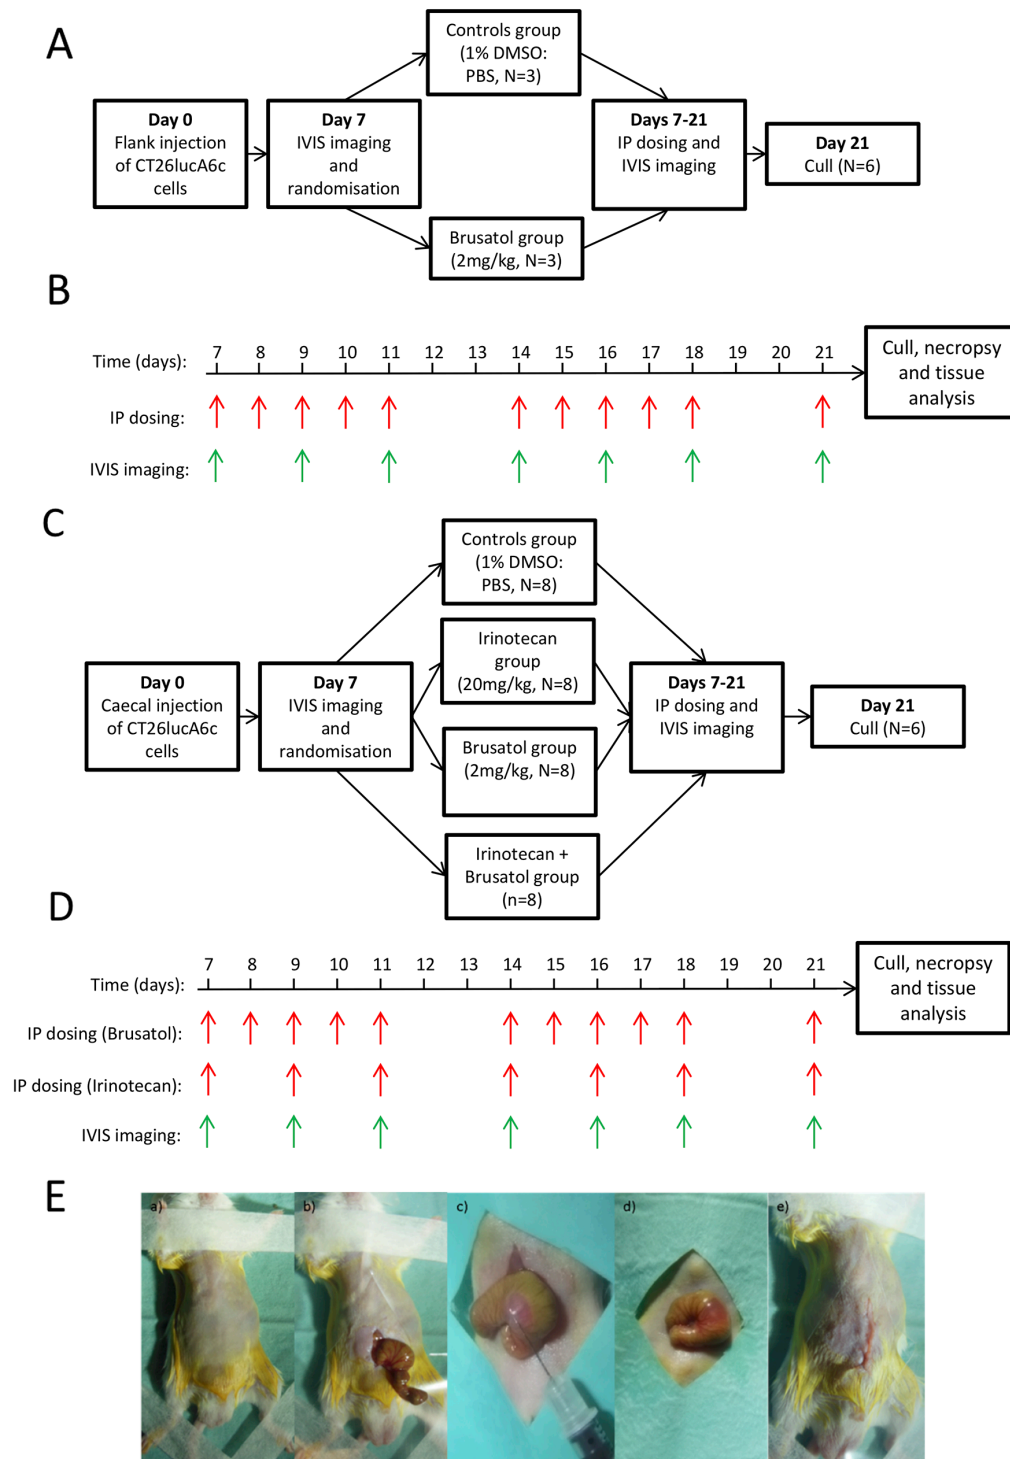 A
Controls group
(1% DMSO:
PBS, N=3)
Day 0
Flank injection
of CT26lucA6c
cells
Day 7
IVIS imaging
and
randomisation
Days 7-21
IP dosing and
IVIS imaging
Day 21
Cull (N=6)
Brusatol group
(2mg/kg, N=3)
B
Time (days):
7 8 9 10 11 12 13 14 15 16 17 18 19 20 21
Cull, necropsy
and tissue
analysis
IP dosing:
IVIS imaging:
C
Controls group
(1% DMSO:
PBS, N=8)
Irinotecan
group
(20mg/kg, N=8)
Day 0
Caecal injection
of CT26lucA6c
cells
Day 7
IVIS imaging
and
randomisation
Brusatol group
(2mg/kg, N=8)
Days 7-21
IP dosing and
IVIS imaging
Day 21
Cull (N=6)
Irinotecan +
Brusatol group
(n=8)
D
Time (days):
7 8 9 10 11 12 13 14 15 16 17 18 19 20 21
Cull, necropsy
and tissue
analysis
IP dosing (Brusatol):
IP dosing (Irinotecan):
IVIS imaging:
E
a) b) c) d) e)